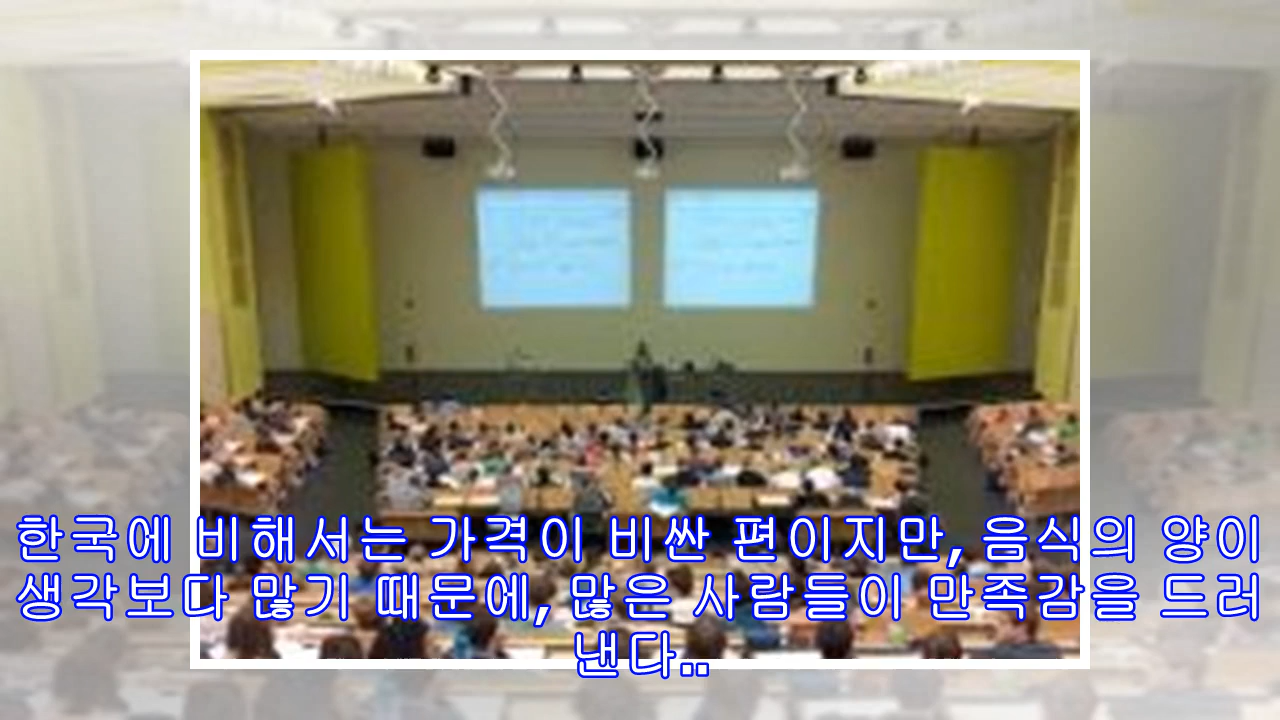 한국에 비해서는 가격이 비싼 편이지만, 음식의 양이
생각보다 많기 때문에, 많은 사람들이 만족감을 드러
낸다..